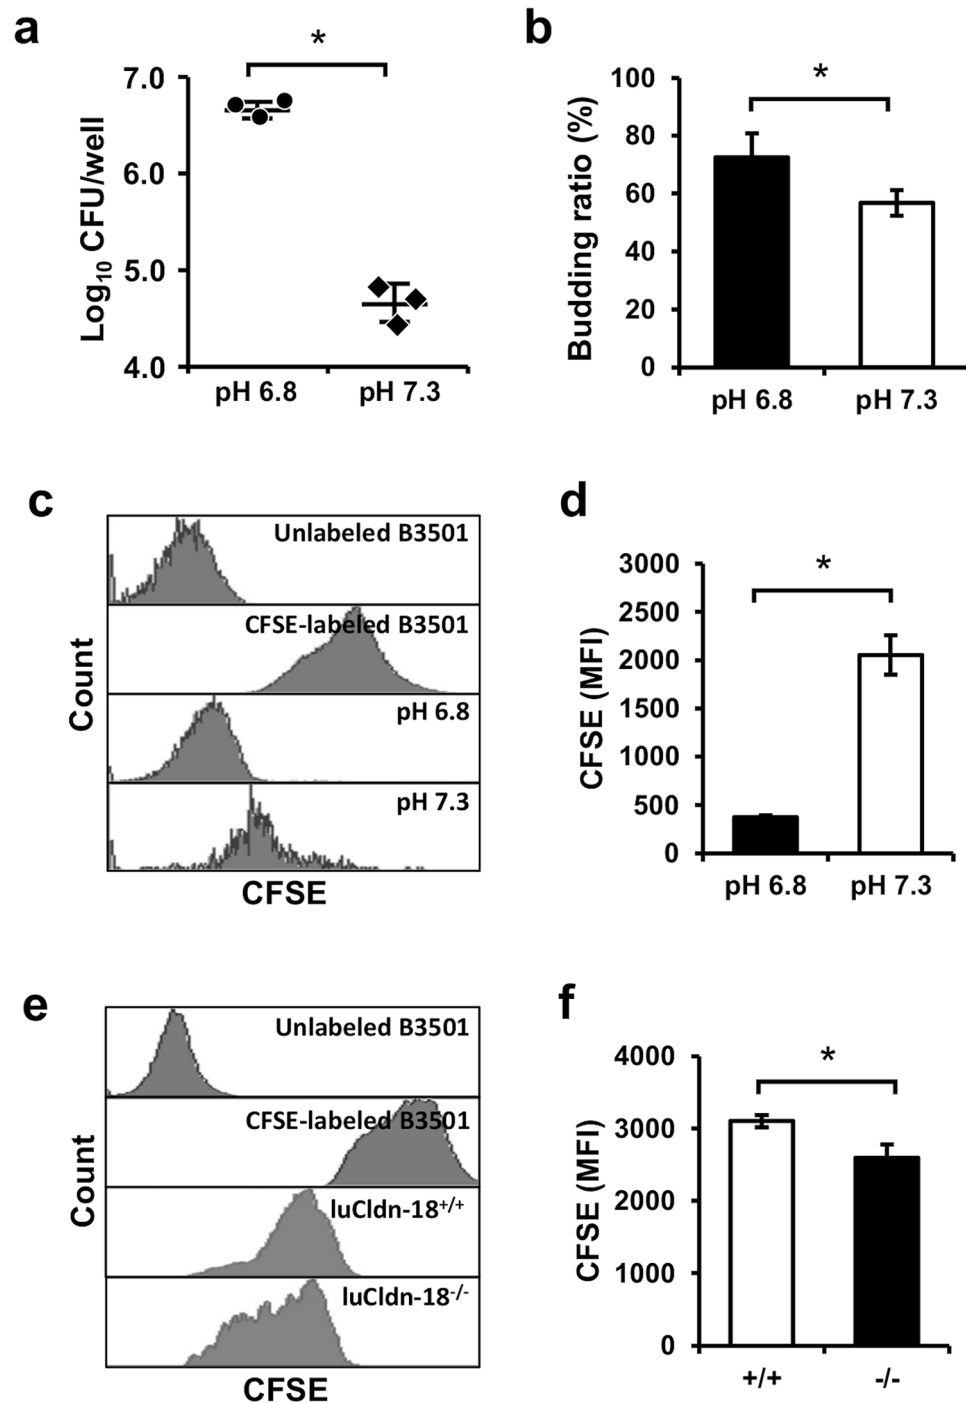 a
*
7.0
6.0
5.0
4.0
Log₁₀ CFU/well
pH 6.8
pH 7.3
b
*
100
80
60
40
20
0
Budding ratio (%)
pH 6.8
pH 7.3
c
Unlabeled B3501
CFSE-labeled B3501
pH 6.8
pH 7.3
Count
CFSE
d
*
3000
2500
2000
1500
1000
500
0
CFSE (MFI)
pH 6.8
pH 7.3
e
Unlabeled B3501
CFSE-labeled B3501
luCldn-18⁺/⁺
luCldn-18⁻/⁻
Count
CFSE
f
*
4000
3000
2000
1000
0
CFSE (MFI)
+/+
-/-